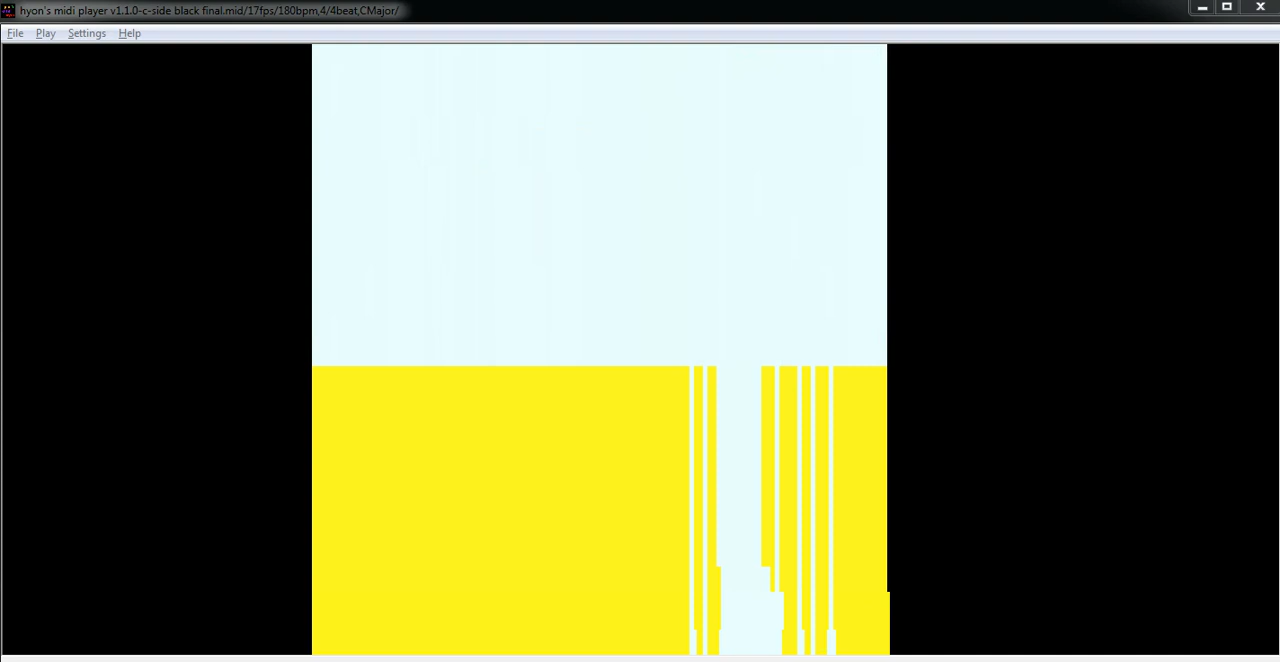 hyon's midi player v1.1.0-c-side black final.mid/17fps/180bpm,4/4beat,CMajor/
File Play Settings Help